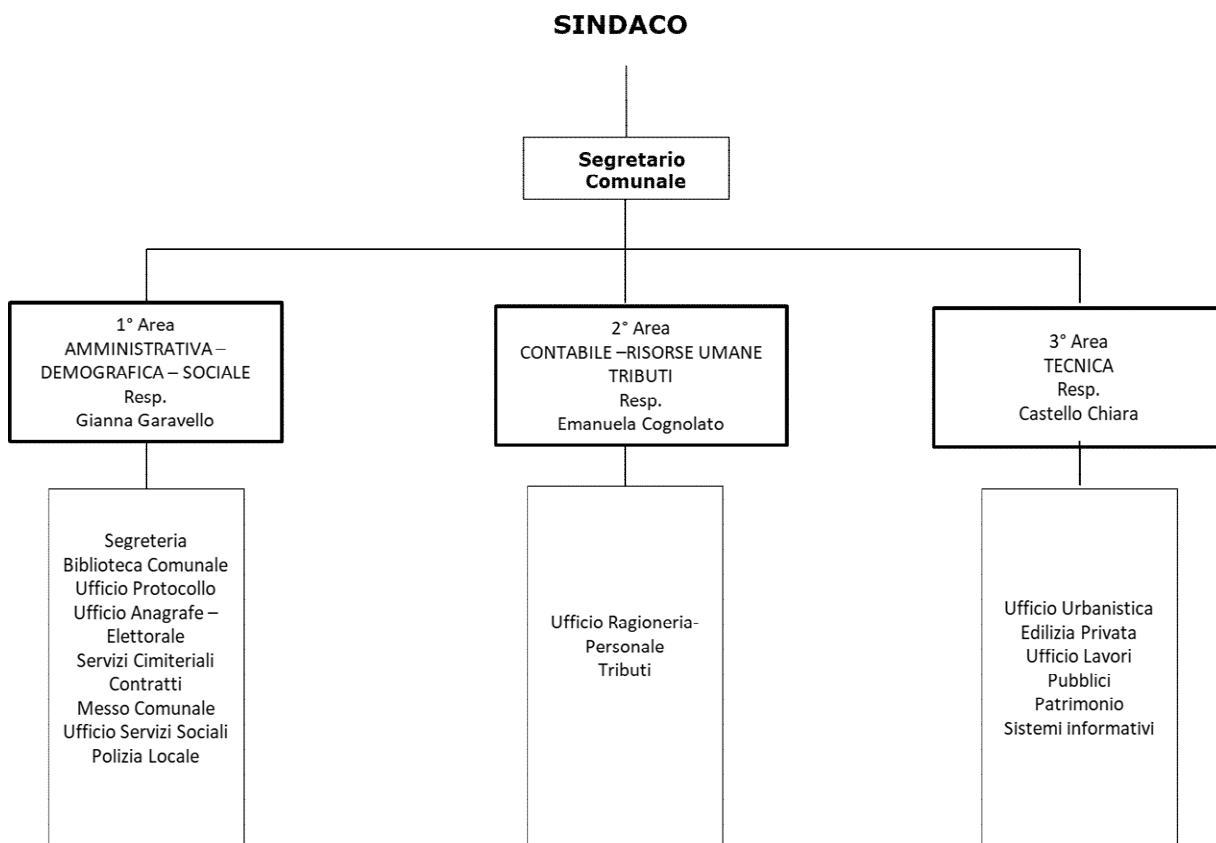 SINDACO
Segretario
Comunale
1° Area
AMMINISTRATIVA –
DEMOGRAFICA – SOCIALE
Resp.
Gianna Garavello
2° Area
CONTABILE –RISORSE UMANE
TRIBUTI
Resp.
Emanuela Cognolato
3° Area
TECNICA
Resp.
Castello Chiara
Segreteria
Biblioteca Comunale
Ufficio Protocollo
Ufficio Anagrafe –
Elettorale
Servizi Cimiteriali
Contratti
Messo Comunale
Ufficio Servizi Sociali
Polizia Locale
Ufficio Ragioneria-
Personale
Tributi
Ufficio Urbanistica
Edilizia Privata
Ufficio Lavori
Pubblici
Patrimonio
Sistemi informativi